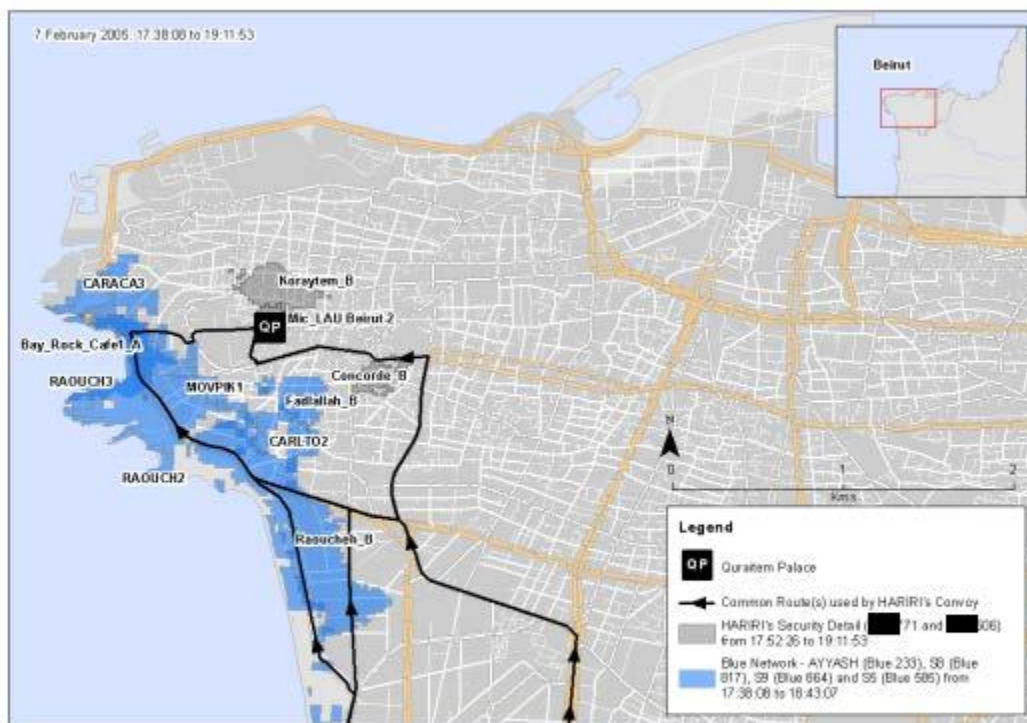 7 February 2005: 17:38:08 to 19:11:53
Beirut
CARACA3
Koraytem_B
QP
Mic_LAU Beirut 2
Bay_Rock_Cafe1_A
Concorde_B
RAOUCH3
MOVPIK1
Fadlallah_B
CARLTO2
RAOUCH2
Raoucheh_B
N
0 1 2
Kms
Legend
QP
Quraitem Palace
Common Route(s) used by HARIRI's Convoy
HARIRI's Security Detail ( 771 and 606)
from 17:52:26 to 19:11:53
Blue Network - AYYASH (Blue 233), S8 (Blue
817), S9 (Blue 664) and S5 (Blue 585) from
17:38:08 to 18:43:07